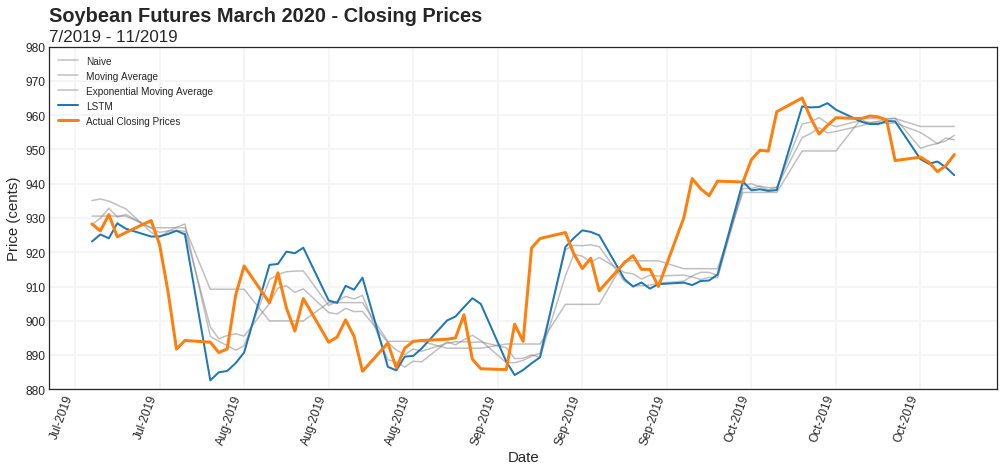 Soybean Futures March 2020 - Closing Prices
7/2019 - 11/2019
980
970
960
950
940
930
920
910
900
890
880
Price (cents)
Naive
Moving Average
Exponential Moving Average
LSTM
Actual Closing Prices
Jul-2019
Jul-2019
Aug-2019
Aug-2019
Aug-2019
Sep-2019
Sep-2019
Sep-2019
Oct-2019
Oct-2019
Oct-2019
Date